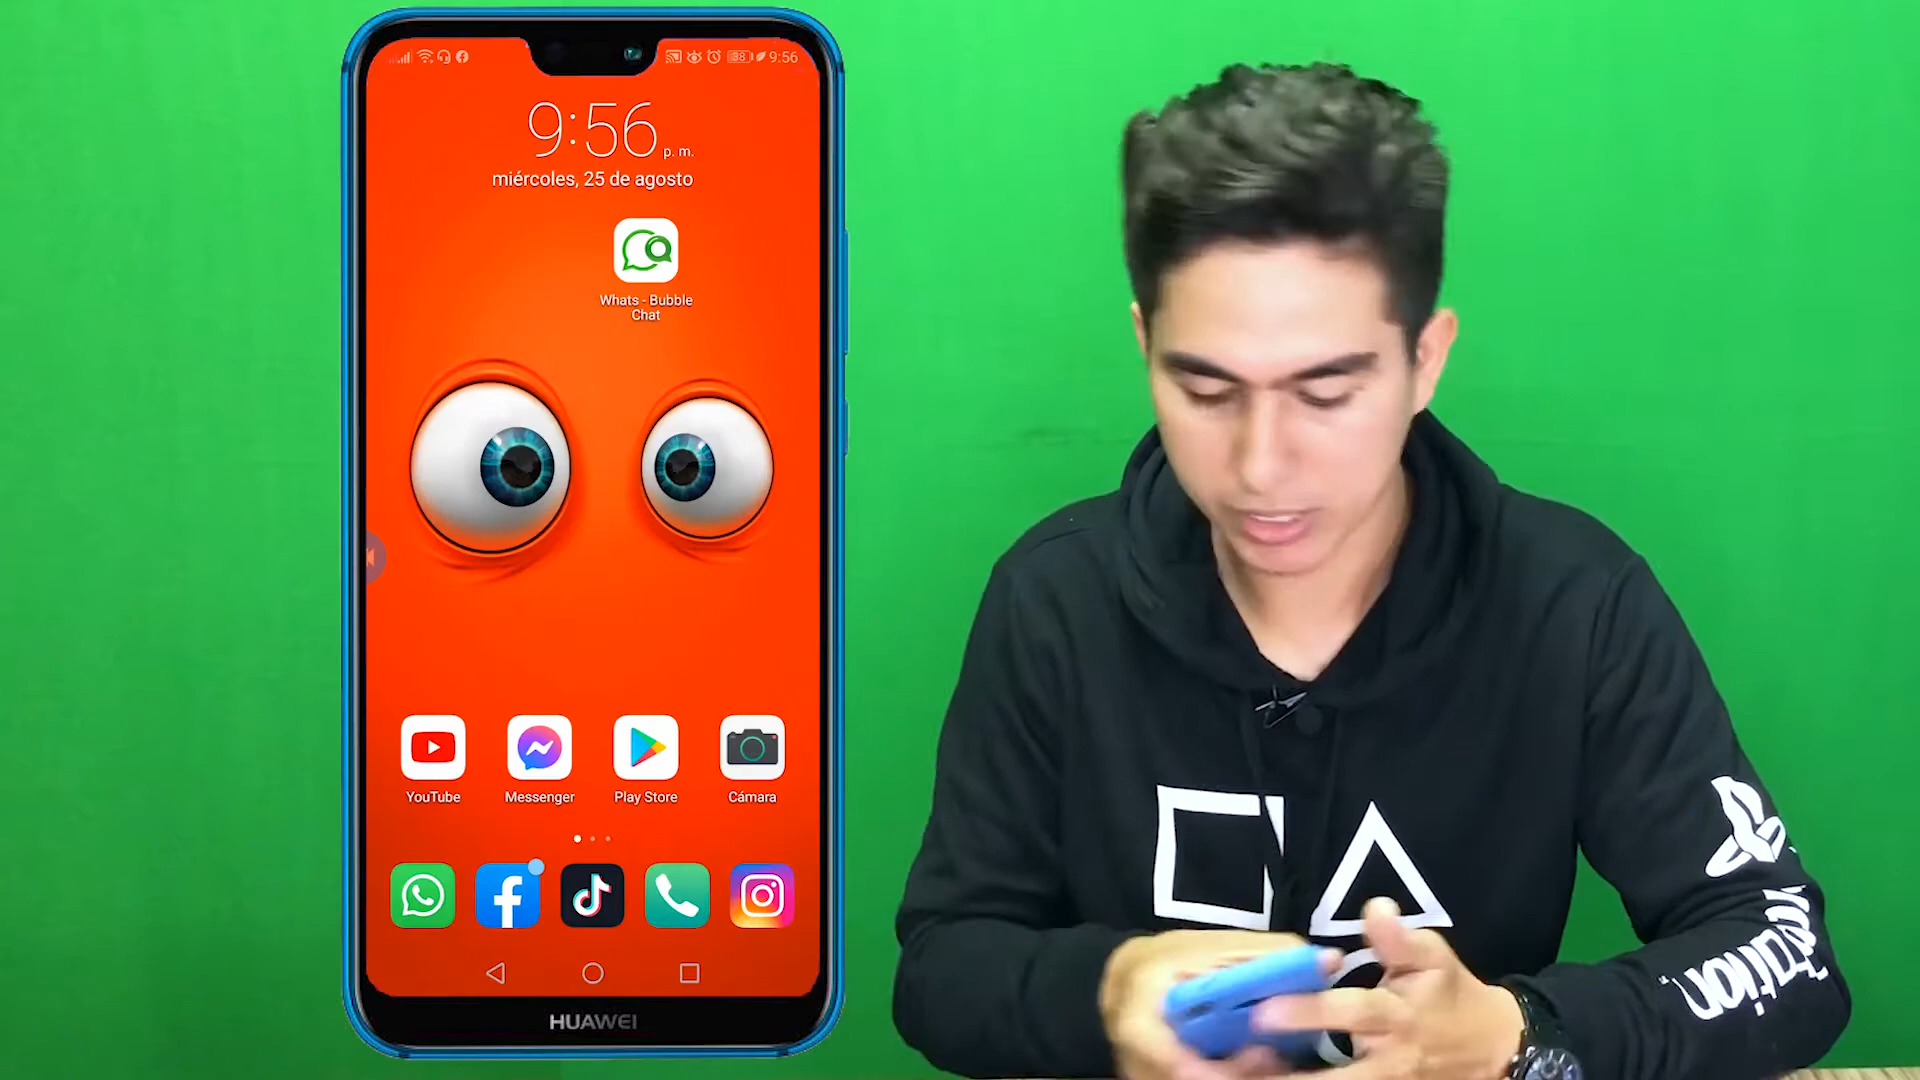 9:56
9:56 p. m.
miércoles, 25 de agosto
Whats - Bubble
Chat
YouTube
Messenger
Play Store
Cámara
HUAWEI